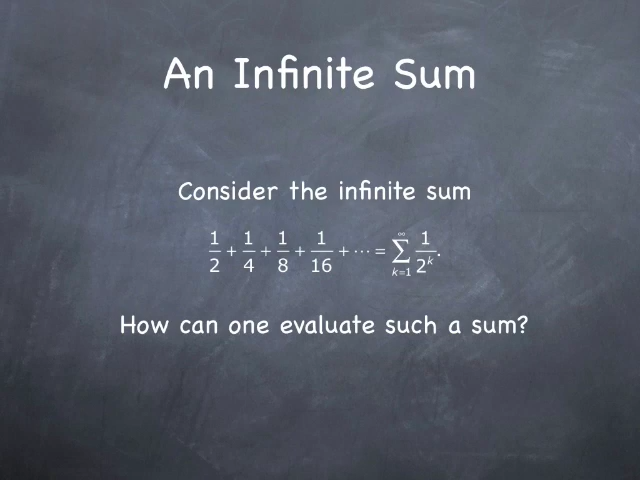 An Infinite Sum
Consider the infinite sum
1/2 + 1/4 + 1/8 + 1/16 + ⋯ = ∑_{k=1}^{∞} 1/2^k.
How can one evaluate such a sum?